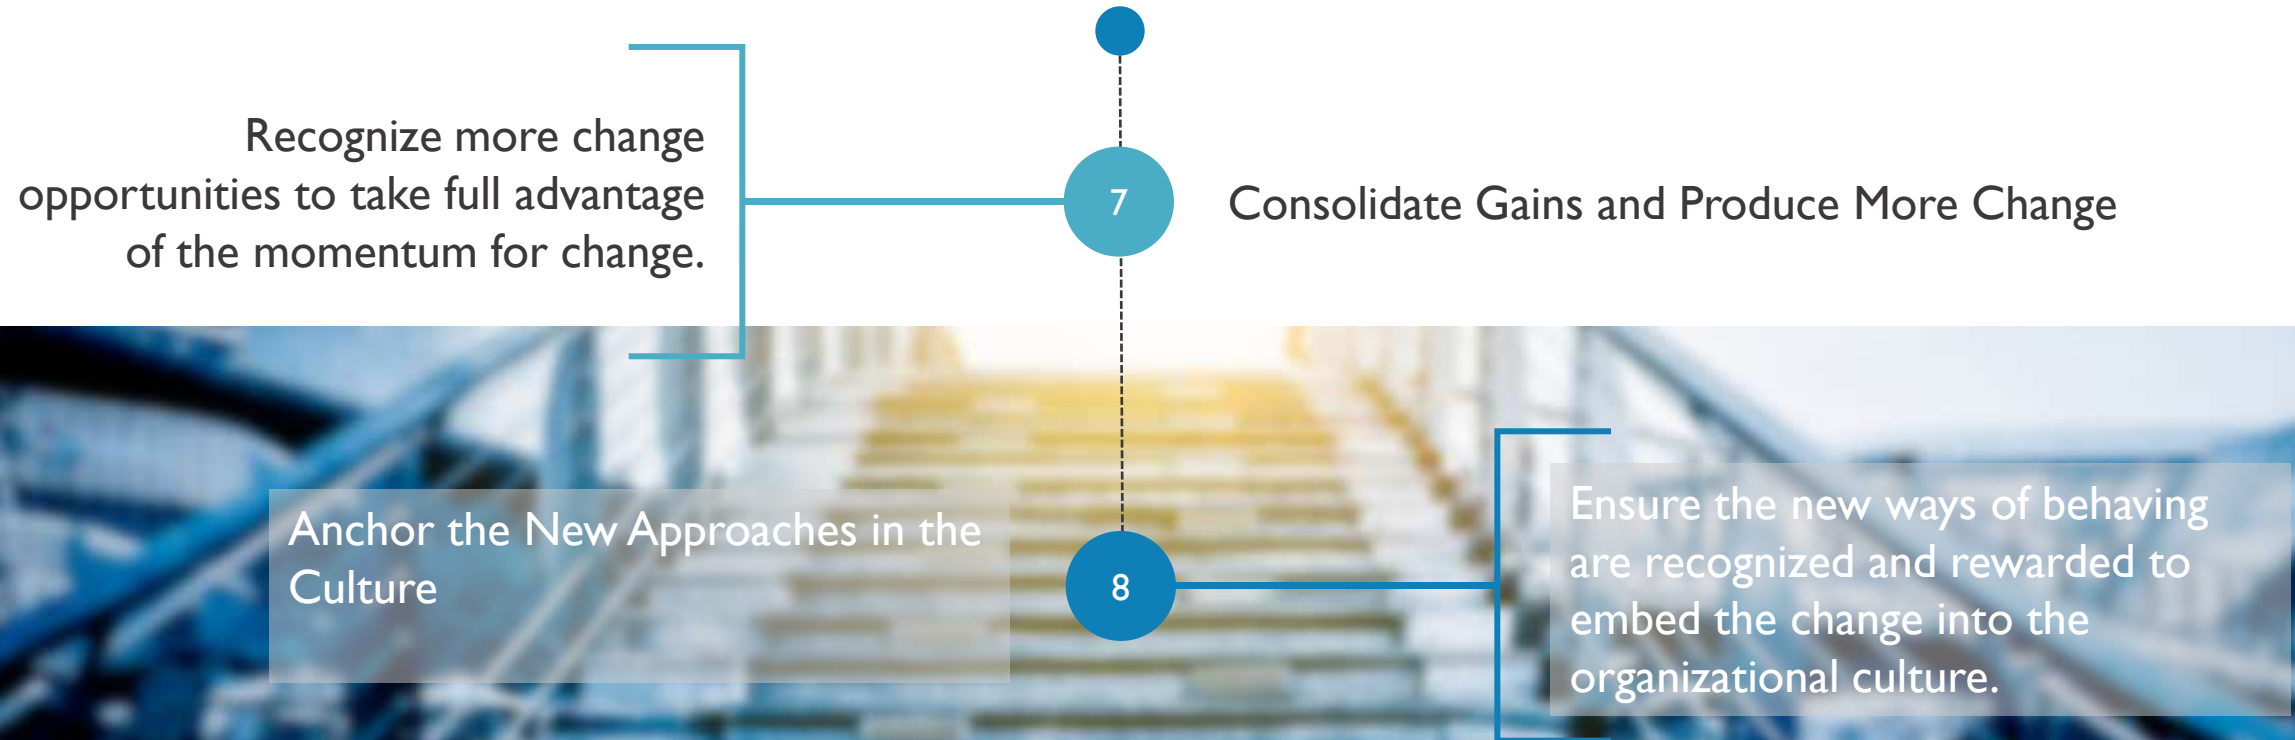 Recognize more change
opportunities to take full advantage
of the momentum for change.
7
Consolidate Gains and Produce More Change
Anchor the New Approaches in the
Culture
8
Ensure the new ways of behaving
are recognized and rewarded to
embed the change into the
organizational culture.